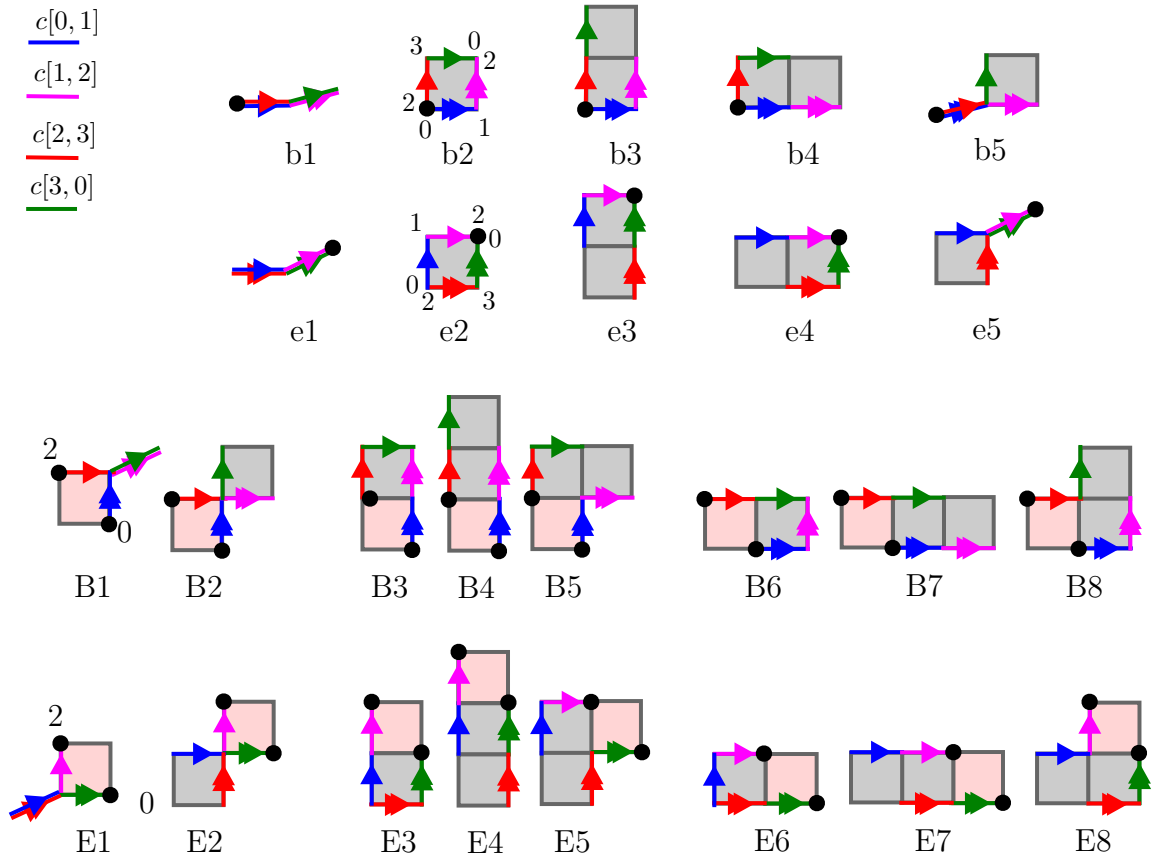 c[0, 1]
c[1, 2]
c[2, 3]
c[3, 0]
3 0
2 2
0 1
b1 b2 b3 b4 b5
1 2
0 0
2 3
e1 e2 e3 e4 e5
2
0
B1 B2 B3 B4 B5 B6 B7 B8
2
0
E1 E2 E3 E4 E5 E6 E7 E8